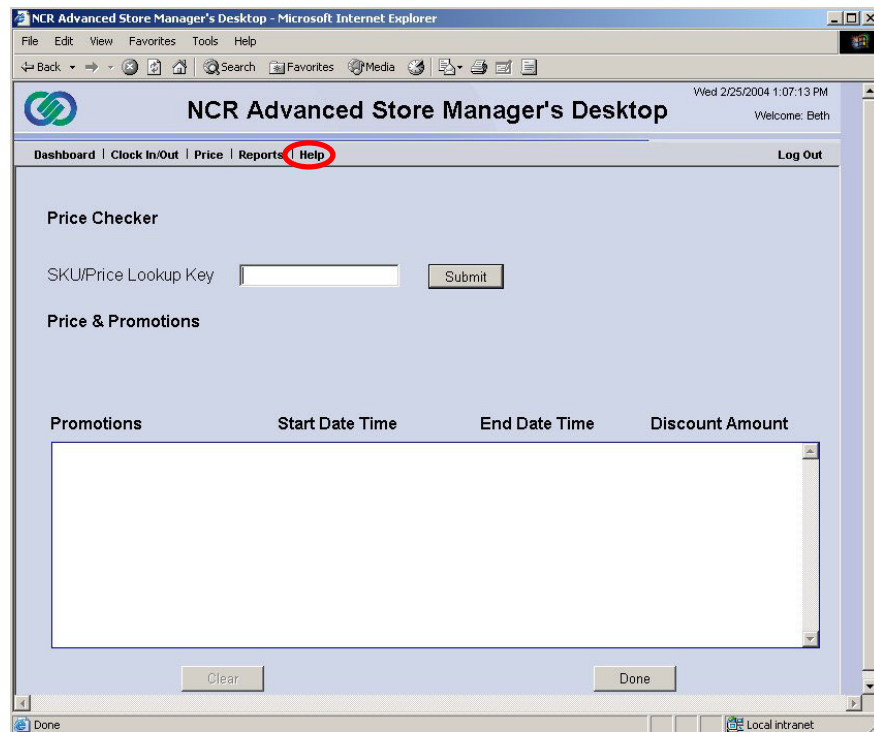 NCR Advanced Store Manager's Desktop - Microsoft Internet Explorer
File Edit View Favorites Tools Help
Back Search Favorites Media
Wed 2/25/2004 1:07:13 PM
NCR Advanced Store Manager's Desktop
Welcome: Beth
Dashboard | Clock In/Out | Price | Reports | Help Log Out
Price Checker
SKU/Price Lookup Key Submit
Price & Promotions
Promotions Start Date Time End Date Time Discount Amount
Clear Done
Done Local intranet